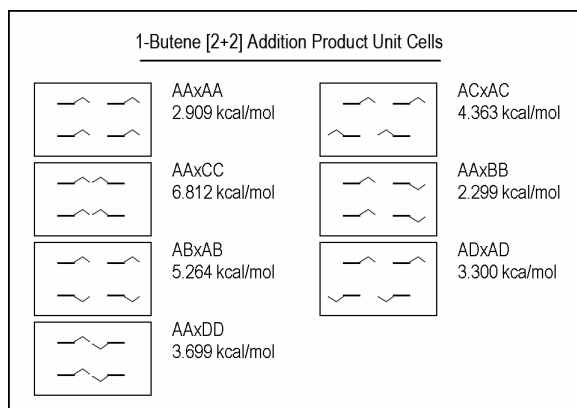 1-Butene [2+2] Addition Product Unit Cells
AAxAA
2.909 kcal/mol
ACxAC
4.363 kcal/mol
AAxCC
6.812 kcal/mol
AAxBB
2.299 kcal/mol
ABxAB
5.264 kcal/mol
ADxAD
3.300 kcal/mol
AAxDD
3.699 kcal/mol